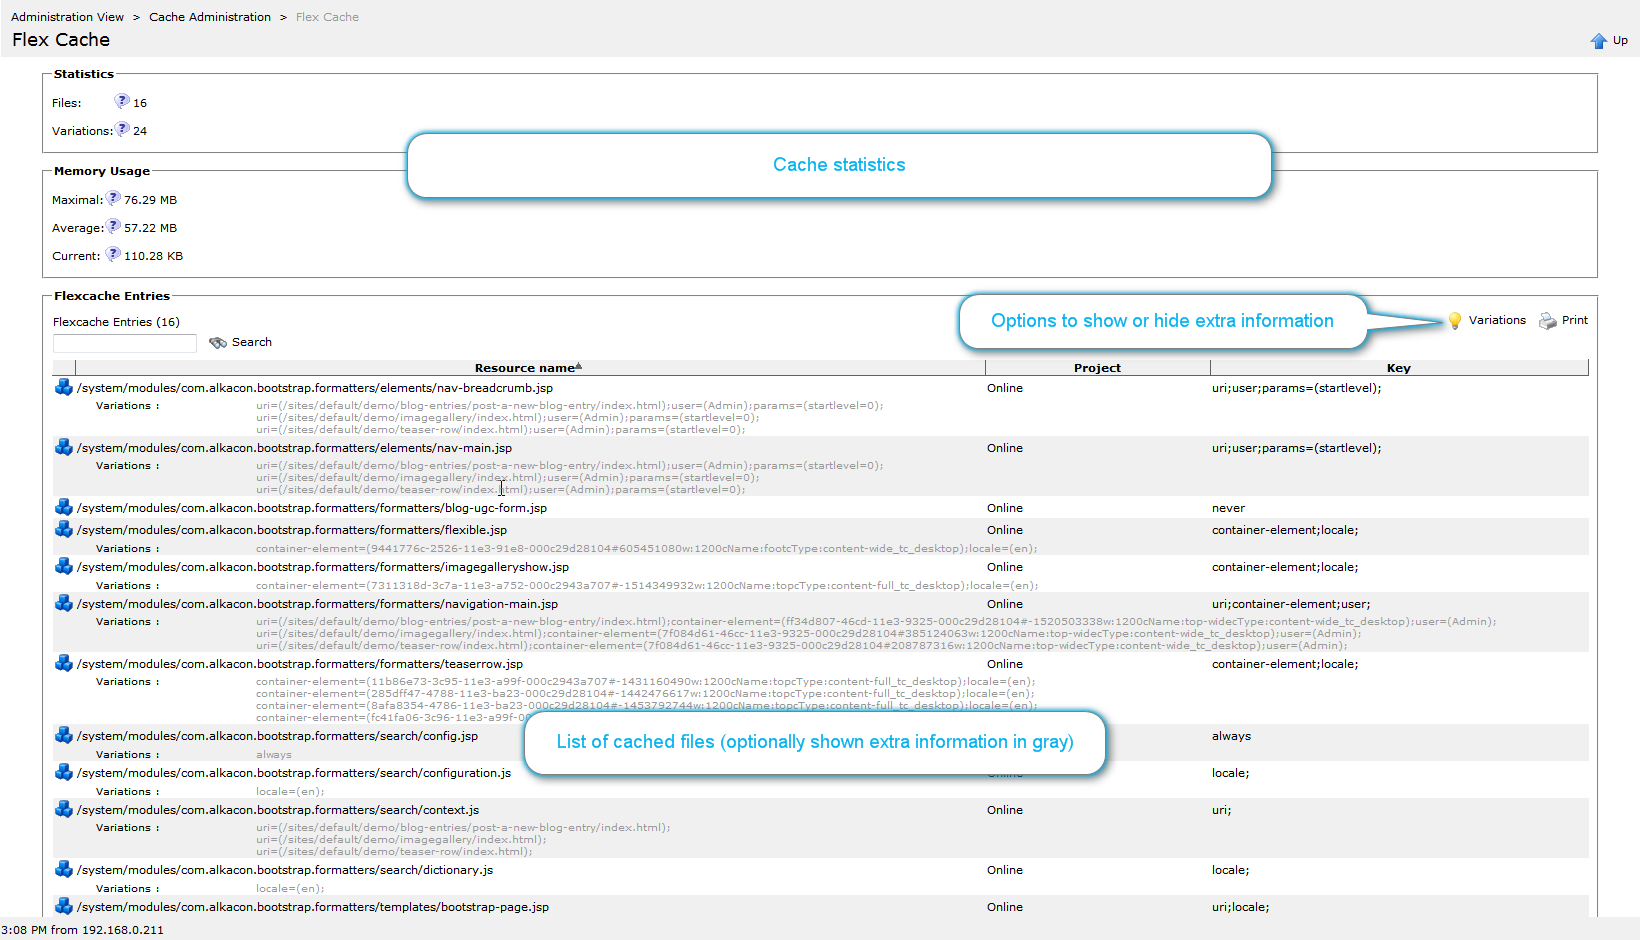 Administration View > Cache Administration > Flex Cache
Flex Cache
Up
Statistics
Files: 16
Variations: 24
Cache statistics
Memory Usage
Maximal: 76.29 MB
Average: 57.22 MB
Current: 110.28 KB
Flexcache Entries
Flexcache Entries (16)
Options to show or hide extra information
Variations Print
Search
Resource name Project Key
/system/modules/com.alkacon.bootstrap.formatters/elements/nav-breadcrumb.jsp Online uri;user;params=(startlevel);
Variations : uri=(/sites/default/demo/blog-entries/post-a-new-blog-entry/index.html);user=(Admin);params=(startlevel=0);
uri=(/sites/default/demo/imagegallery/index.html);user=(Admin);params=(startlevel=0);
uri=(/sites/default/demo/teaser-row/index.html);user=(Admin);params=(startlevel=0);
/system/modules/com.alkacon.bootstrap.formatters/elements/nav-main.jsp Online uri;user;params=(startlevel);
Variations : uri=(/sites/default/demo/blog-entries/post-a-new-blog-entry/index.html);user=(Admin);params=(startlevel=0);
uri=(/sites/default/demo/imagegallery/index.html);user=(Admin);params=(startlevel=0);
uri=(/sites/default/demo/teaser-row/index.html);user=(Admin);params=(startlevel=0);
/system/modules/com.alkacon.bootstrap.formatters/formatters/blog-ugc-form.jsp Online never
/system/modules/com.alkacon.bootstrap.formatters/formatters/flexible.jsp Online container-element;locale;
Variations : container-element=(9441776c-2526-11e3-91e8-000c29d28104#605451080w:1200cName:footcType:content-wide_tc_desktop);locale=(en);
/system/modules/com.alkacon.bootstrap.formatters/formatters/imagegalleryshow.jsp Online container-element;locale;
Variations : container-element=(7311318d-3c7a-11e3-a752-000c2943a707#-1514349932w:1200cName:topcType:content-full_tc_desktop);locale=(en);
/system/modules/com.alkacon.bootstrap.formatters/formatters/navigation-main.jsp Online uri;container-element;user;
Variations : uri=(/sites/default/demo/blog-entries/post-a-new-blog-entry/index.html);container-element=(ff34d807-46cd-11e3-9325-000c29d28104#-1520503338w:1200cName:top-widecType:content-wide_tc_desktop);user=(Admin);
uri=(/sites/default/demo/imagegallery/index.html);container-element=(7f084d61-46cc-11e3-9325-000c29d28104#385124063w:1200cName:top-widecType:content-wide_tc_desktop);user=(Admin);
uri=(/sites/default/demo/teaser-row/index.html);container-element=(7f084d61-46cc-11e3-9325-000c29d28104#208787316w:1200cName:top-widecType:content-wide_tc_desktop);user=(Admin);
/system/modules/com.alkacon.bootstrap.formatters/formatters/teaserrow.jsp Online container-element;locale;
Variations : container-element=(11b86e73-3c95-11e3-a99f-000c2943a707#-1431160490w:1200cName:topcType:content-full_tc_desktop);locale=(en);
container-element=(285dff47-4788-11e3-ba23-000c29d28104#-1442476617w:1200cName:topcType:content-full_tc_desktop);locale=(en);
container-element=(8afa8354-4786-11e3-ba23-000c29d28104#-1453792744w:1200cName:topcType:content-full_tc_desktop);locale=(en);
container-element=(fc41fa06-3c96-11e3-a99f-00
/system/modules/com.alkacon.bootstrap.formatters/search/config.jsp always
List of cached files (optionally shown extra information in gray)
Variations : always
/system/modules/com.alkacon.bootstrap.formatters/search/configuration.js Online locale;
Variations : locale=(en);
/system/modules/com.alkacon.bootstrap.formatters/search/context.js Online uri;
Variations : uri=(/sites/default/demo/blog-entries/post-a-new-blog-entry/index.html);
uri=(/sites/default/demo/imagegallery/index.html);
uri=(/sites/default/demo/teaser-row/index.html);
/system/modules/com.alkacon.bootstrap.formatters/search/dictionary.js Online locale;
Variations : locale=(en);
/system/modules/com.alkacon.bootstrap.formatters/templates/bootstrap-page.jsp Online uri;locale;
3:08 PM from 192.168.0.211